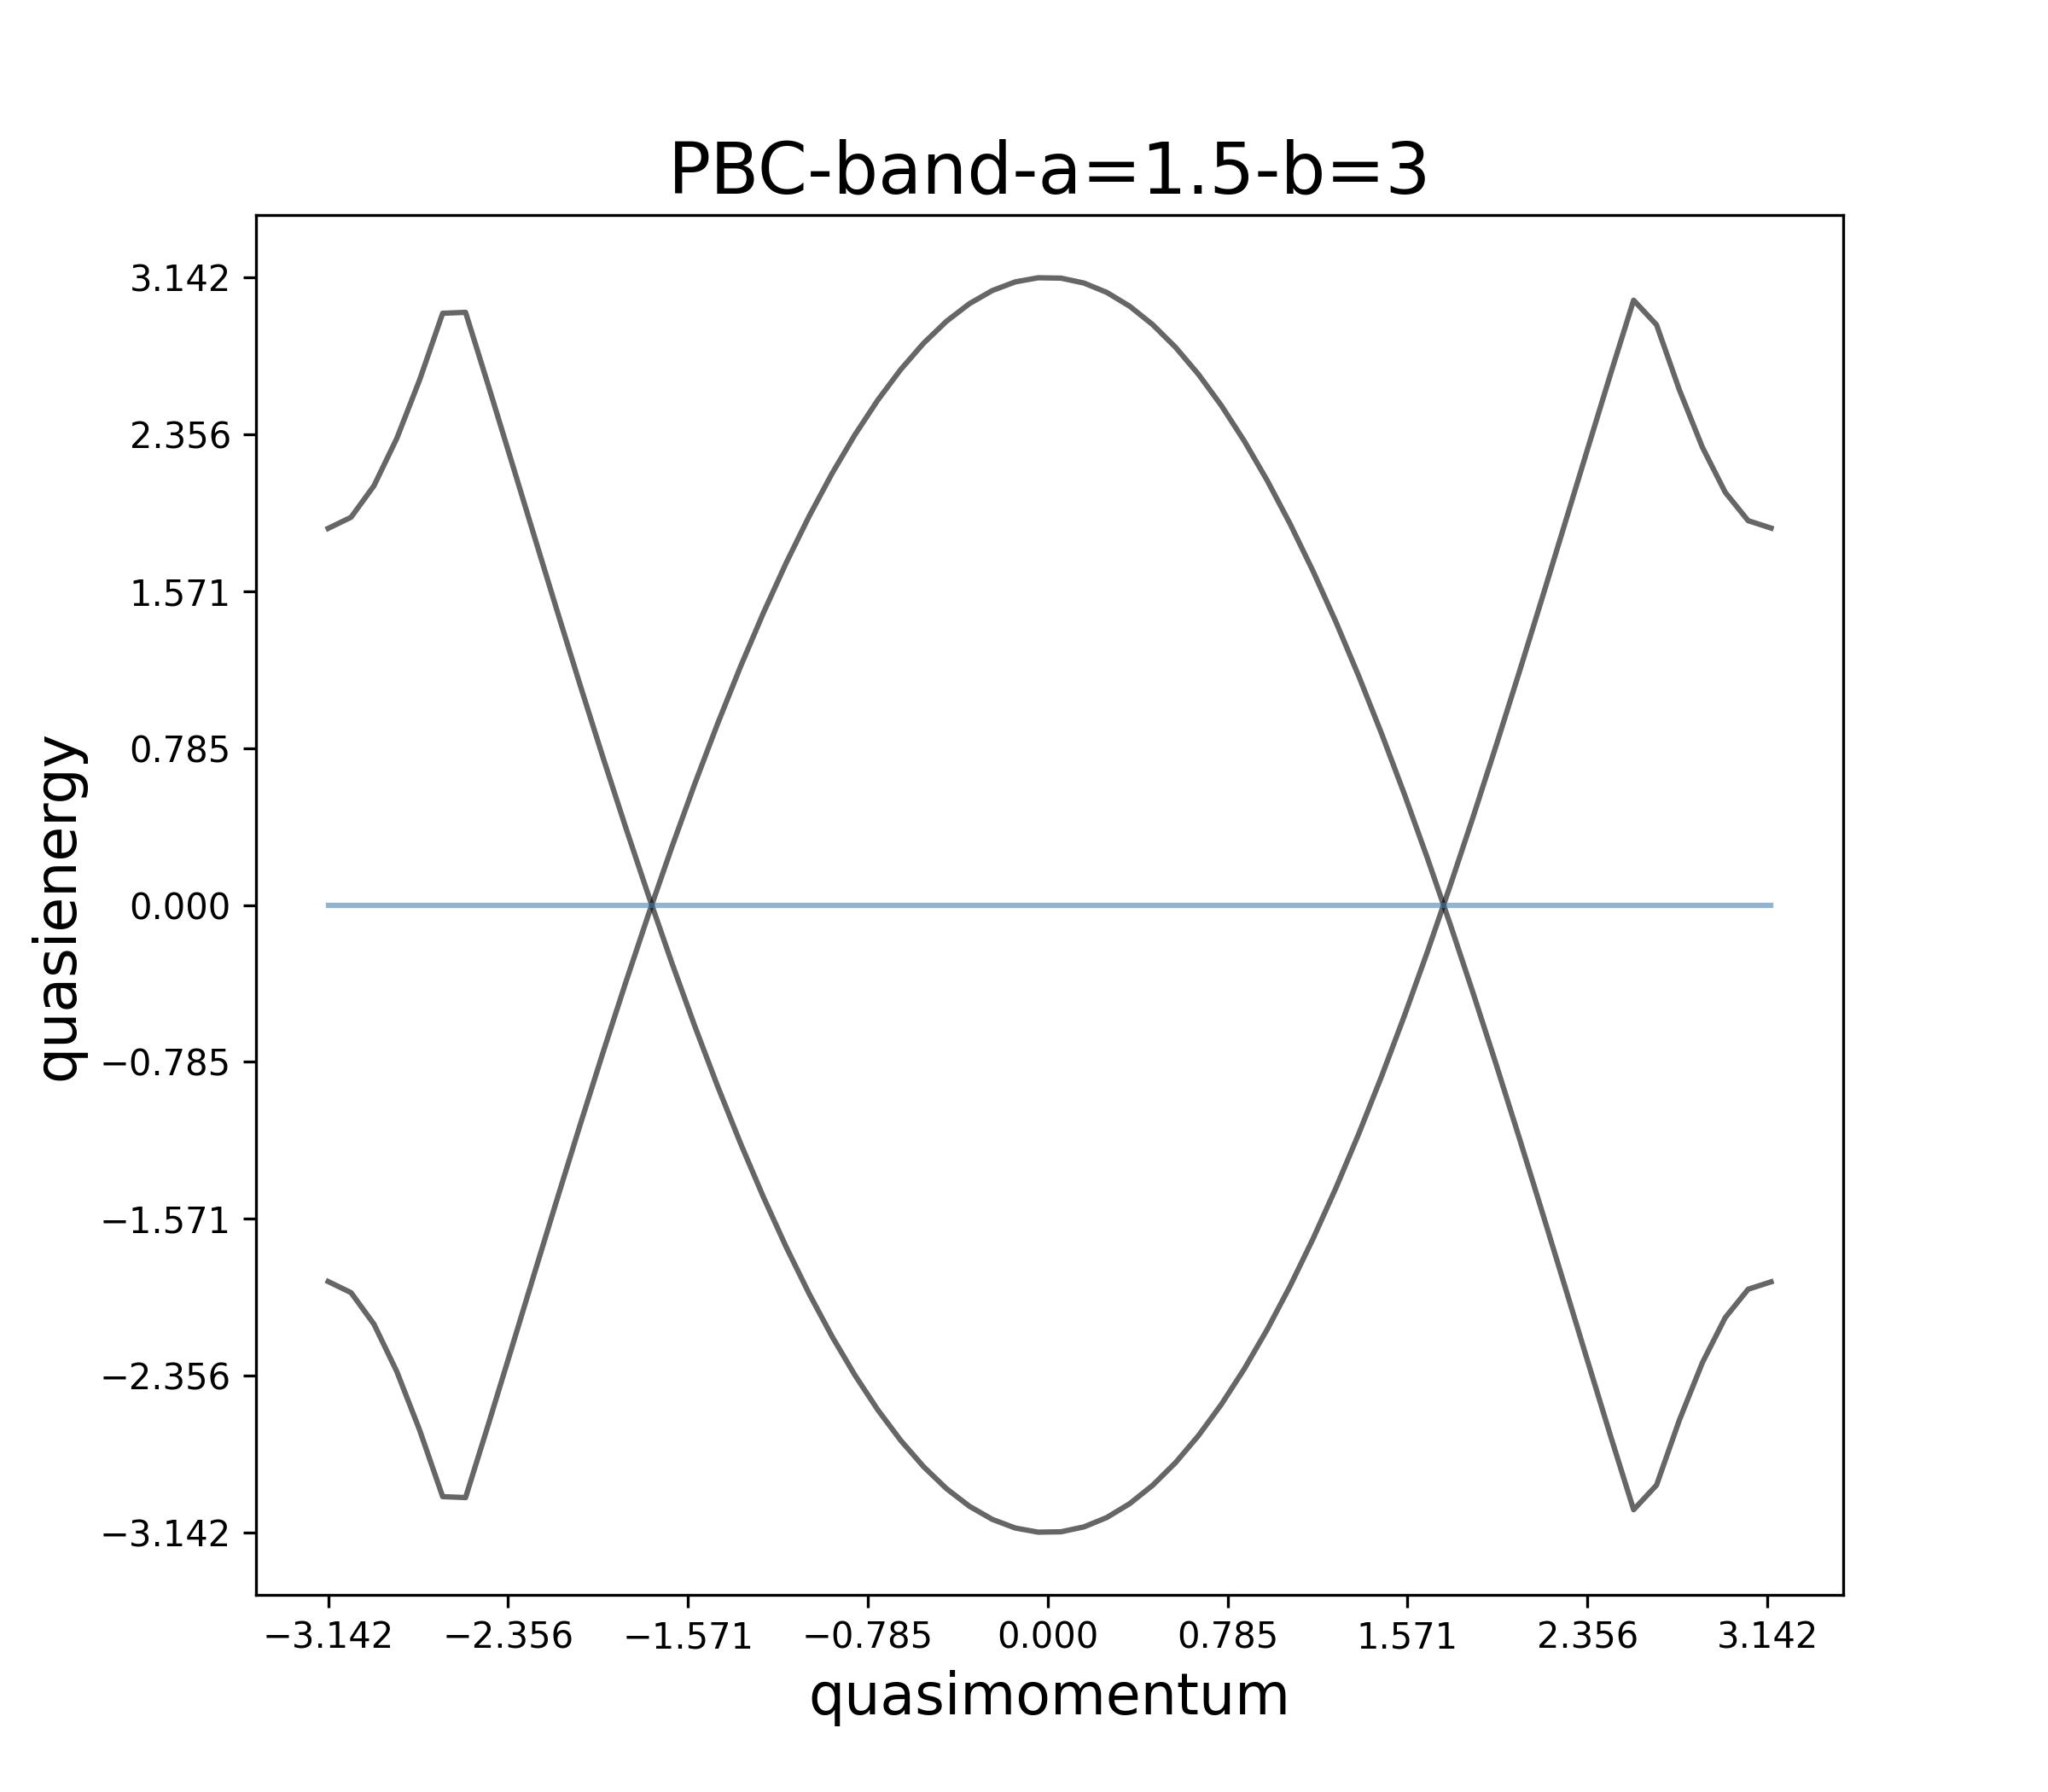 PBC-band-a=1.5-b=3
quasienergy
3.142
2.356
1.571
0.785
0.000
−0.785
−1.571
−2.356
−3.142
−3.142 −2.356 −1.571 −0.785 0.000 0.785 1.571 2.356 3.142
quasimomentum